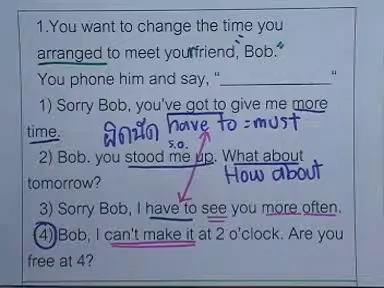 1.You want to change the time you
arranged to meet your friend, Bob."
You phone him and say, "____________"
1) Sorry Bob, you've got to give me more
time. ผิดนัด have to = must
s.o.
2) Bob. you stood me up. What about
How about
tomorrow?
3) Sorry Bob, I have to see you more often.
4) Bob, I can't make it at 2 o'clock. Are you
free at 4?